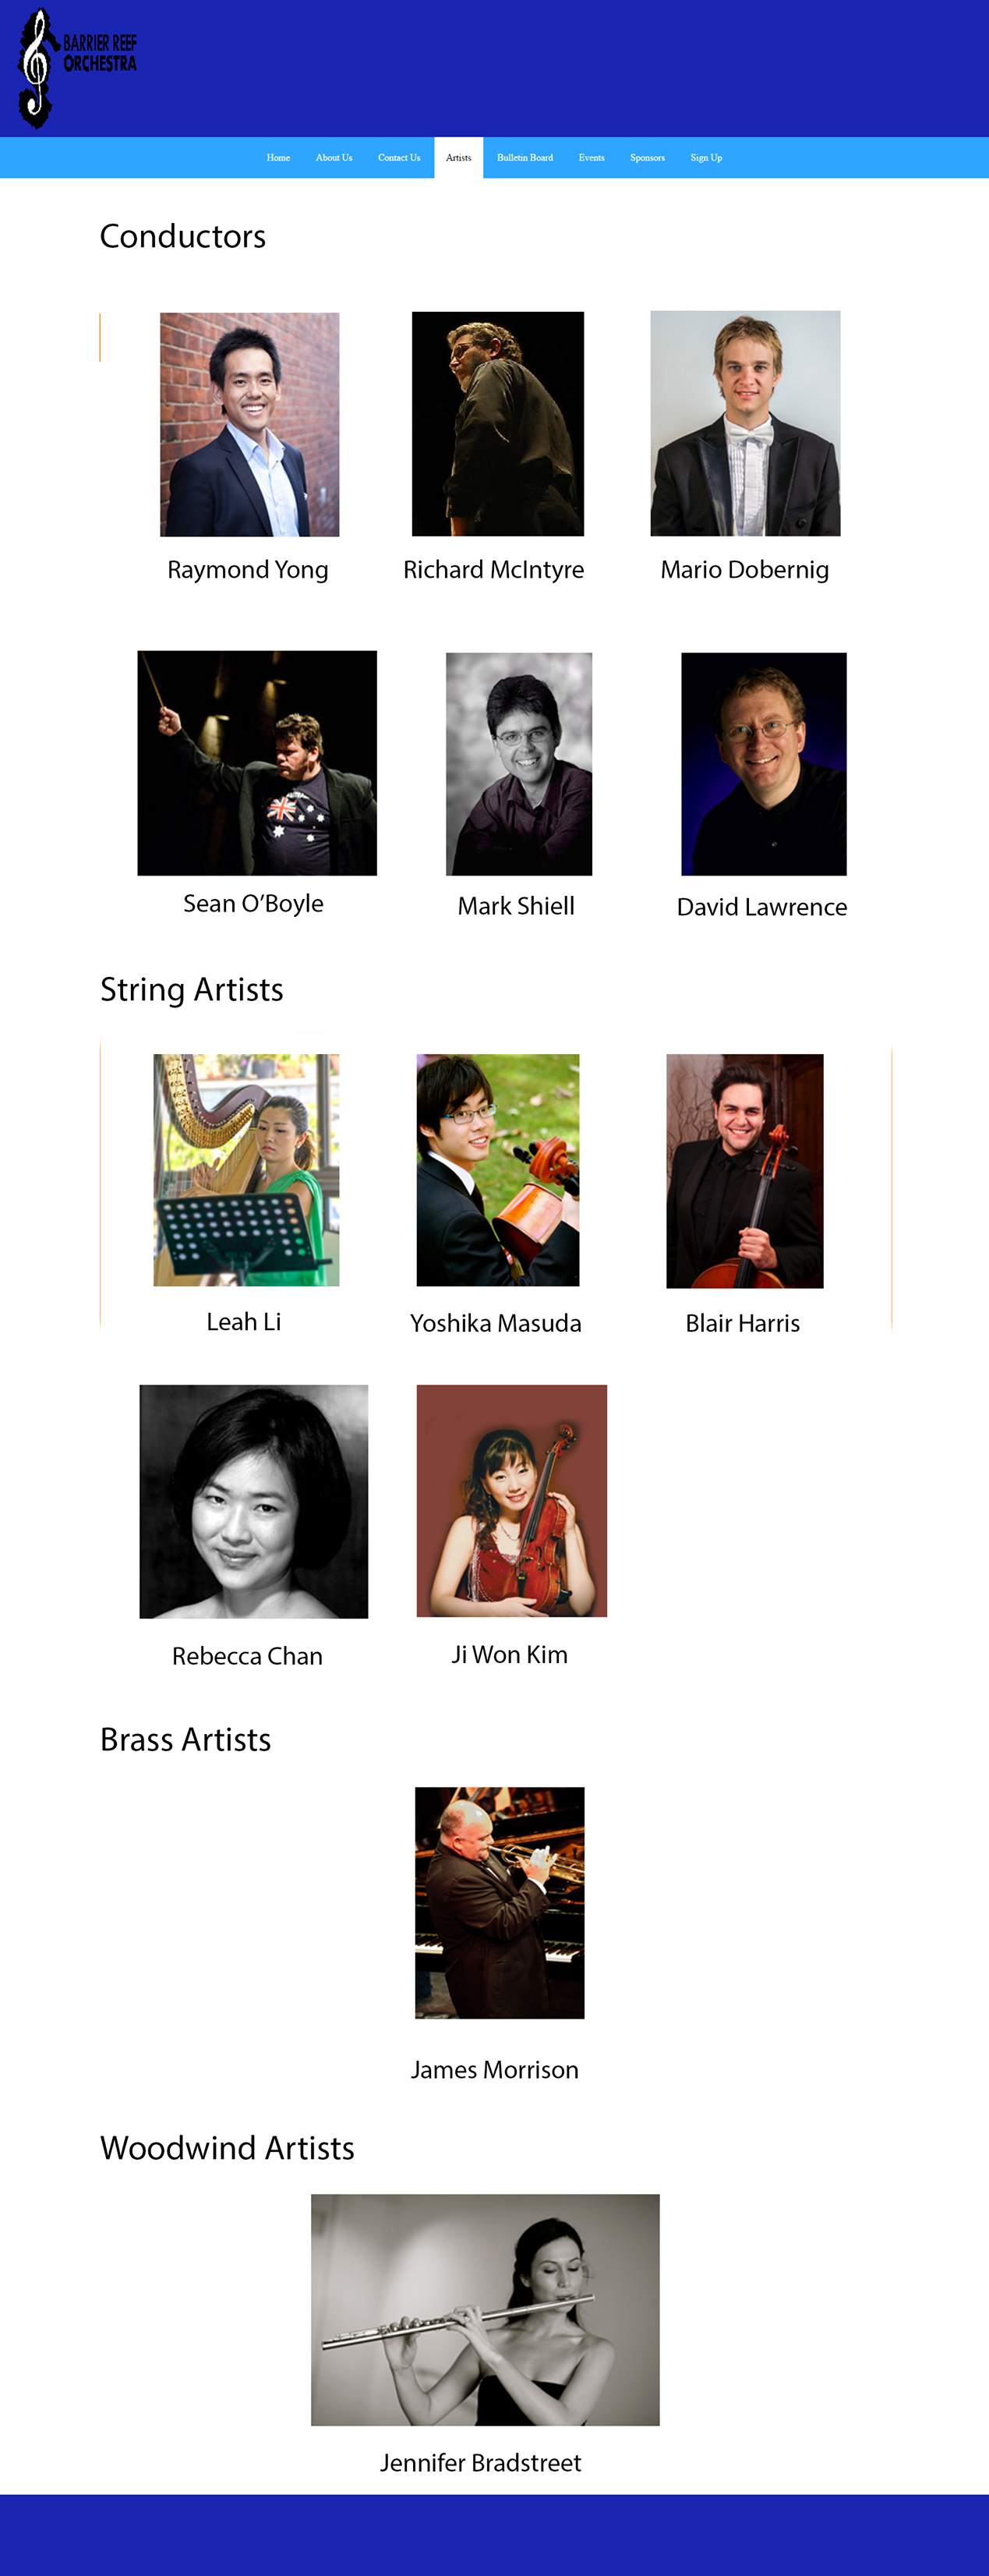 BARRIER REEF
ORCHESTRA
Home About Us Contact Us Artists Bulletin Board Events Sponsors Sign Up
Conductors
Raymond Yong Richard McIntyre Mario Dobernig
Sean O’Boyle Mark Shiell David Lawrence
String Artists
Leah Li Yoshika Masuda Blair Harris
Rebecca Chan Ji Won Kim
Brass Artists
James Morrison
Woodwind Artists
Jennifer Bradstreet